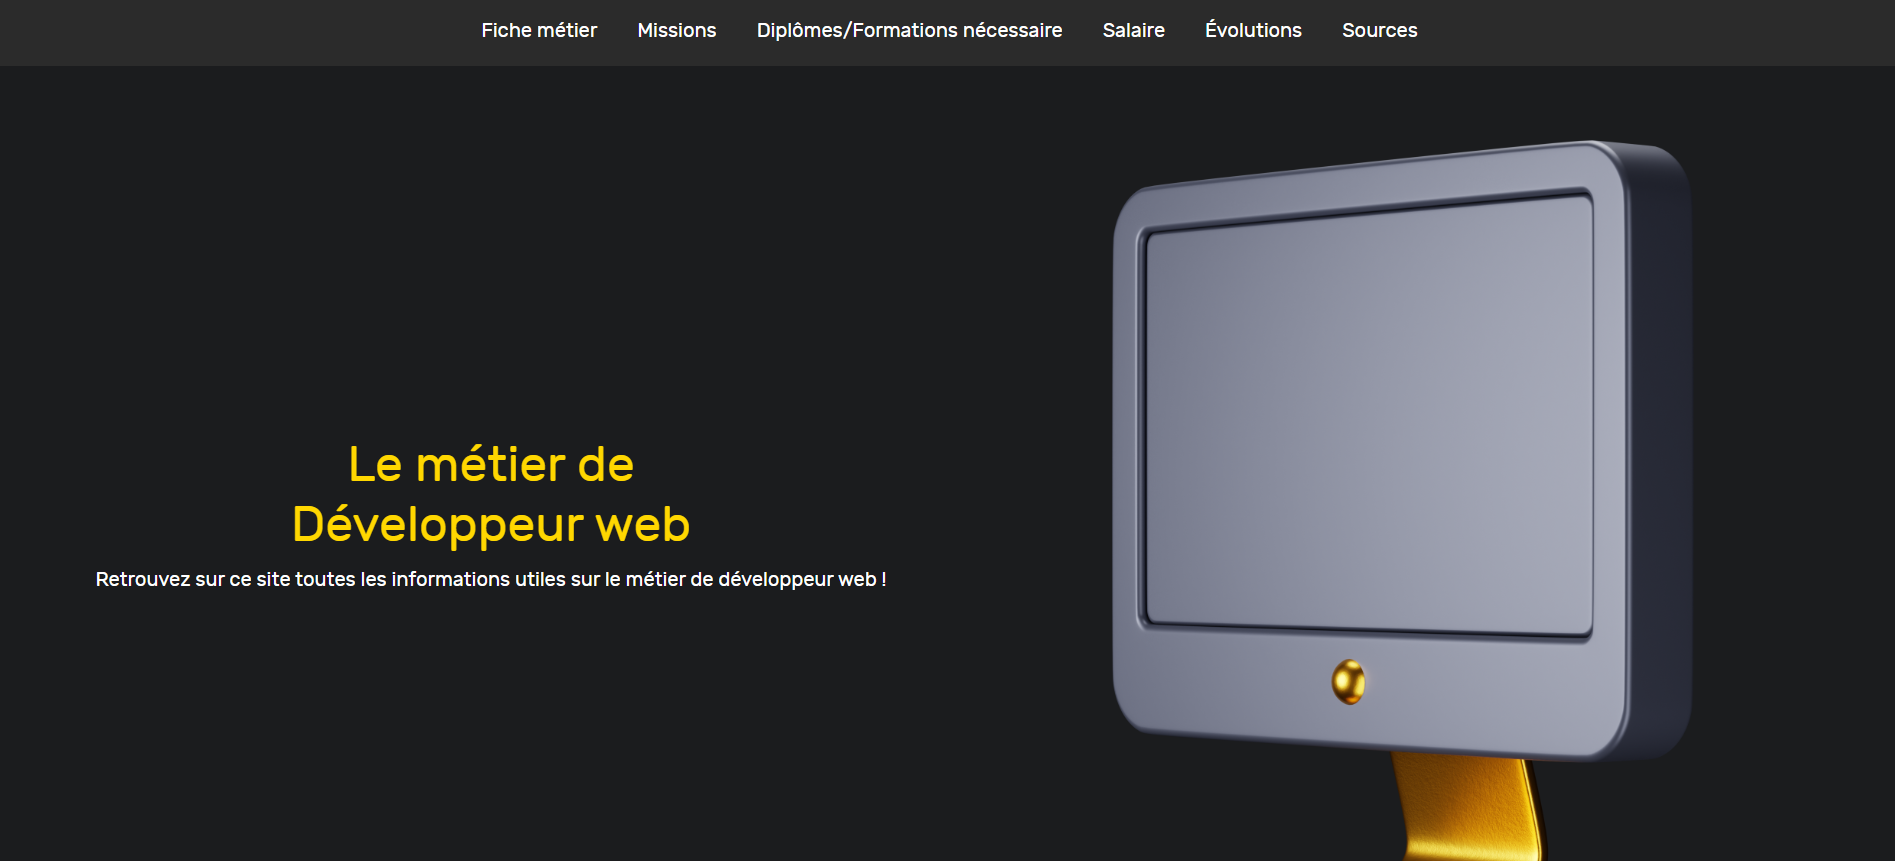 Fiche métier Missions Diplômes/Formations nécessaire Salaire Évolutions Sources
Le métier de
Développeur web
Retrouvez sur ce site toutes les informations utiles sur le métier de développeur web !